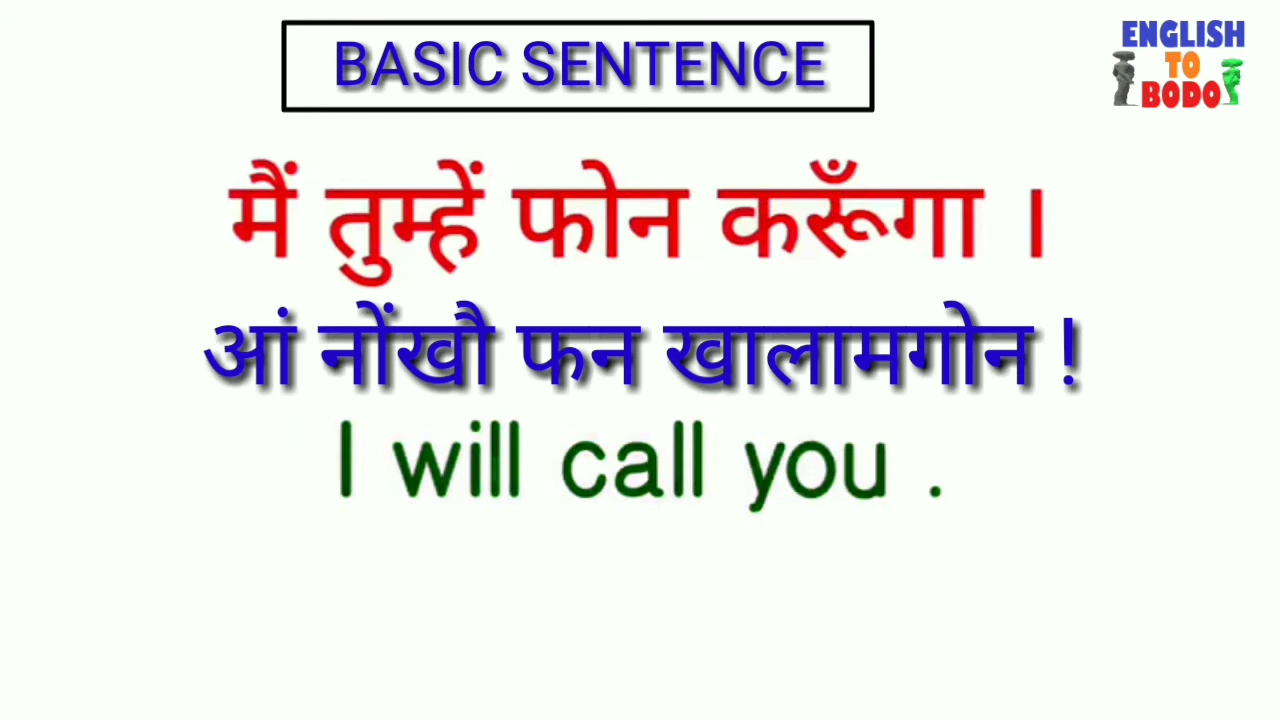 BASIC SENTENCE
ENGLISH
TO
BODO
मैं तुम्हें फोन करूँगा ।
आं नोंखौ फन खालामगोन !
I will call you .